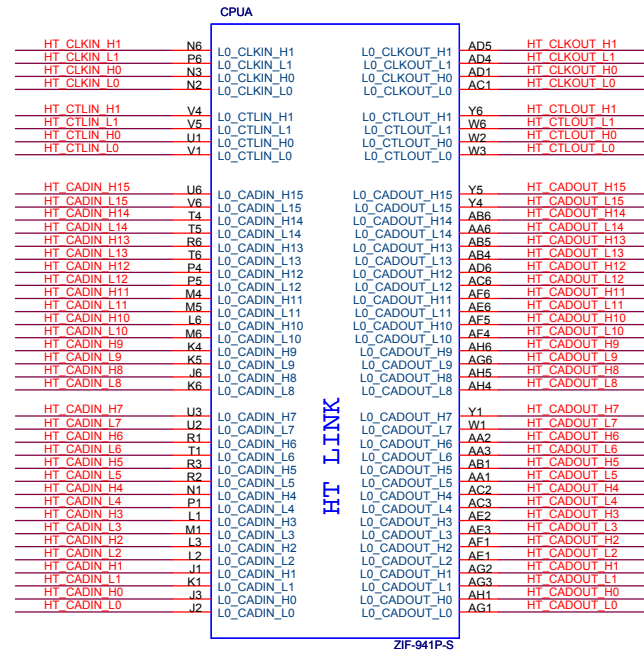 CPUA
HT_CLKIN_H1 N6 L0_CLKIN_H1 L0_CLKOUT_H1 AD5 HT_CLKOUT_H1
HT_CLKIN_L1 P6 L0_CLKIN_L1 L0_CLKOUT_L1 AD4 HT_CLKOUT_L1
HT_CLKIN_H0 N3 L0_CLKIN_H0 L0_CLKOUT_H0 AD1 HT_CLKOUT_H0
HT_CLKIN_L0 N2 L0_CLKIN_L0 L0_CLKOUT_L0 AC1 HT_CLKOUT_L0
HT_CTLIN_H1 V4 L0_CTLIN_H1 L0_CTLOUT_H1 Y6 HT_CTLOUT_H1
HT_CTLIN_L1 V5 L0_CTLIN_L1 L0_CTLOUT_L1 W6 HT_CTLOUT_L1
HT_CTLIN_H0 U1 L0_CTLIN_H0 L0_CTLOUT_H0 W2 HT_CTLOUT_H0
HT_CTLIN_L0 V1 L0_CTLIN_L0 L0_CTLOUT_L0 W3 HT_CTLOUT_L0
HT_CADIN_H15 U6 L0_CADIN_H15 L0_CADOUT_H15 Y5 HT_CADOUT_H15
HT_CADIN_L15 V6 L0_CADIN_L15 L0_CADOUT_L15 Y4 HT_CADOUT_L15
HT_CADIN_H14 T4 L0_CADIN_H14 L0_CADOUT_H14 AB6 HT_CADOUT_H14
HT_CADIN_L14 T5 L0_CADIN_L14 L0_CADOUT_L14 AA6 HT_CADOUT_L14
HT_CADIN_H13 R6 L0_CADIN_H13 L0_CADOUT_H13 AB5 HT_CADOUT_H13
HT_CADIN_L13 T6 L0_CADIN_L13 L0_CADOUT_L13 AB4 HT_CADOUT_L13
HT_CADIN_H12 P4 L0_CADIN_H12 L0_CADOUT_H12 AD6 HT_CADOUT_H12
HT_CADIN_L12 P5 L0_CADIN_L12 L0_CADOUT_L12 AC6 HT_CADOUT_L12
HT_CADIN_H11 M4 L0_CADIN_H11 L0_CADOUT_H11 AF6 HT_CADOUT_H11
HT_CADIN_L11 M5 L0_CADIN_L11 L0_CADOUT_L11 AE6 HT_CADOUT_L11
HT_CADIN_H10 L6 L0_CADIN_H10 L0_CADOUT_H10 AF5 HT_CADOUT_H10
HT_CADIN_L10 M6 L0_CADIN_L10 L0_CADOUT_L10 AF4 HT_CADOUT_L10
HT_CADIN_H9 K4 L0_CADIN_H9 L0_CADOUT_H9 AH6 HT_CADOUT_H9
HT_CADIN_L9 K5 L0_CADIN_L9 L0_CADOUT_L9 AG6 HT_CADOUT_L9
HT_CADIN_H8 J6 L0_CADIN_H8 L0_CADOUT_H8 AH5 HT_CADOUT_H8
HT_CADIN_L8 K6 L0_CADIN_L8 L0_CADOUT_L8 AH4 HT_CADOUT_L8
HT_CADIN_H7 U3 L0_CADIN_H7 L0_CADOUT_H7 Y1 HT_CADOUT_H7
HT_CADIN_L7 U2 L0_CADIN_L7 L0_CADOUT_L7 W1 HT_CADOUT_L7
HT_CADIN_H6 R1 L0_CADIN_H6 L0_CADOUT_H6 AA2 HT_CADOUT_H6
HT_CADIN_L6 T1 L0_CADIN_L6 L0_CADOUT_L6 AA3 HT_CADOUT_L6
HT_CADIN_H5 R3 L0_CADIN_H5 L0_CADOUT_H5 AB1 HT_CADOUT_H5
HT_CADIN_L5 R2 L0_CADIN_L5 L0_CADOUT_L5 AA1 HT_CADOUT_L5
HT_CADIN_H4 N1 L0_CADIN_H4 L0_CADOUT_H4 AC2 HT_CADOUT_H4
HT_CADIN_L4 P1 L0_CADIN_L4 L0_CADOUT_L4 AC3 HT_CADOUT_L4
HT_CADIN_H3 L1 L0_CADIN_H3 L0_CADOUT_H3 AE2 HT_CADOUT_H3
HT_CADIN_L3 M1 L0_CADIN_L3 L0_CADOUT_L3 AE3 HT_CADOUT_L3
HT_CADIN_H2 L3 L0_CADIN_H2 L0_CADOUT_H2 AF1 HT_CADOUT_H2
HT_CADIN_L2 L2 L0_CADIN_L2 L0_CADOUT_L2 AE1 HT_CADOUT_L2
HT_CADIN_H1 J1 L0_CADIN_H1 L0_CADOUT_H1 AG2 HT_CADOUT_H1
HT_CADIN_L1 K1 L0_CADIN_L1 L0_CADOUT_L1 AG3 HT_CADOUT_L1
HT_CADIN_H0 J3 L0_CADIN_H0 L0_CADOUT_H0 AH1 HT_CADOUT_H0
HT_CADIN_L0 J2 L0_CADIN_L0 L0_CADOUT_L0 AG1 HT_CADOUT_L0
HT LINK
ZIF-941P-S